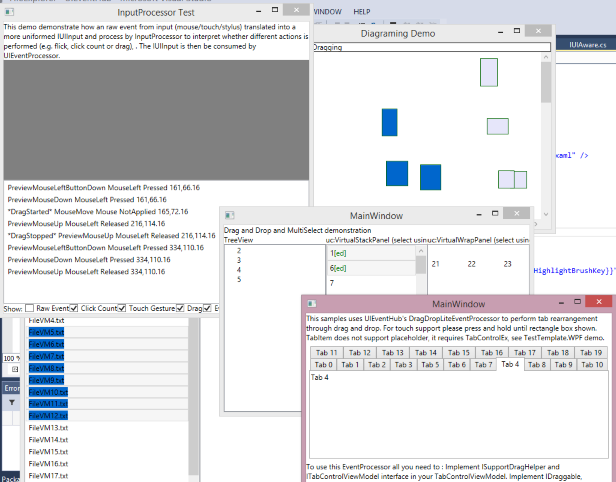 InputProcessor Test
This demo demonstrate how an raw event from input (mouse/touch/stylus) translated into a
more uniformed IUIInput and process by InputProcessor to interpret whether different actions is
performed (e.g. flick, click count or drag), . The IUIInput is then be consumed by
UIEventProcessor.
PreviewMouseLeftButtonDown MouseLeft Pressed 161,66.16
PreviewMouseDown MouseLeft Pressed 161,66.16
*DragStarted* MouseMove Mouse NotApplied 165,72.16
PreviewMouseUp MouseLeft Released 216,114.16
*DragStopped* PreviewMouseUp MouseLeft Released 216,114.16
PreviewMouseLeftButtonDown MouseLeft Pressed 334,110.16
PreviewMouseDown MouseLeft Pressed 334,110.16
PreviewMouseUp MouseLeft Released 334,110.16
Show: Raw Event Click Count Touch Gesture Drag
WINDOW HELP
Diagraming Demo
Dragging
IUIAware.cs
xaml" />
HighlightBrushKey}}"
MainWindow
Drag and Drop and MultiSelect demonstration
TreeView uc:VirtualStackPanel (select usin uc:VirtualWrapPanel (select usin
2
3
4
5
1[ed]
6[ed]
7
21 22 23
MainWindow
This samples uses UIEventHub's DragDropLiteEventProcessor to perform tab rearrangement
through drag and drop. For touch support please press and hold until rectangle box shown.
TabItem does not support placeholder, it requires TabControlEx, see TestTemplate.WPF demo.
Tab 11 Tab 12 Tab 13 Tab 14 Tab 15 Tab 16 Tab 17 Tab 18 Tab 19
Tab 0 Tab 1 Tab 2 Tab 3 Tab 5 Tab 6 Tab 7 Tab 4 Tab 8 Tab 9 Tab 10
Tab 4
To use this EventProcessor all you need to : Implement ISupportDragHelper and
ITabControlViewModel interface in your TabControlViewModel. Implement IDraggable,
100 %
Error
Packa
FileVM4.txt
FileVM5.txt
FileVM6.txt
FileVM7.txt
FileVM8.txt
FileVM9.txt
FileVM10.txt
FileVM11.txt
FileVM12.txt
FileVM13.txt
FileVM14.txt
FileVM15.txt
FileVM16.txt
FileVM17.txt